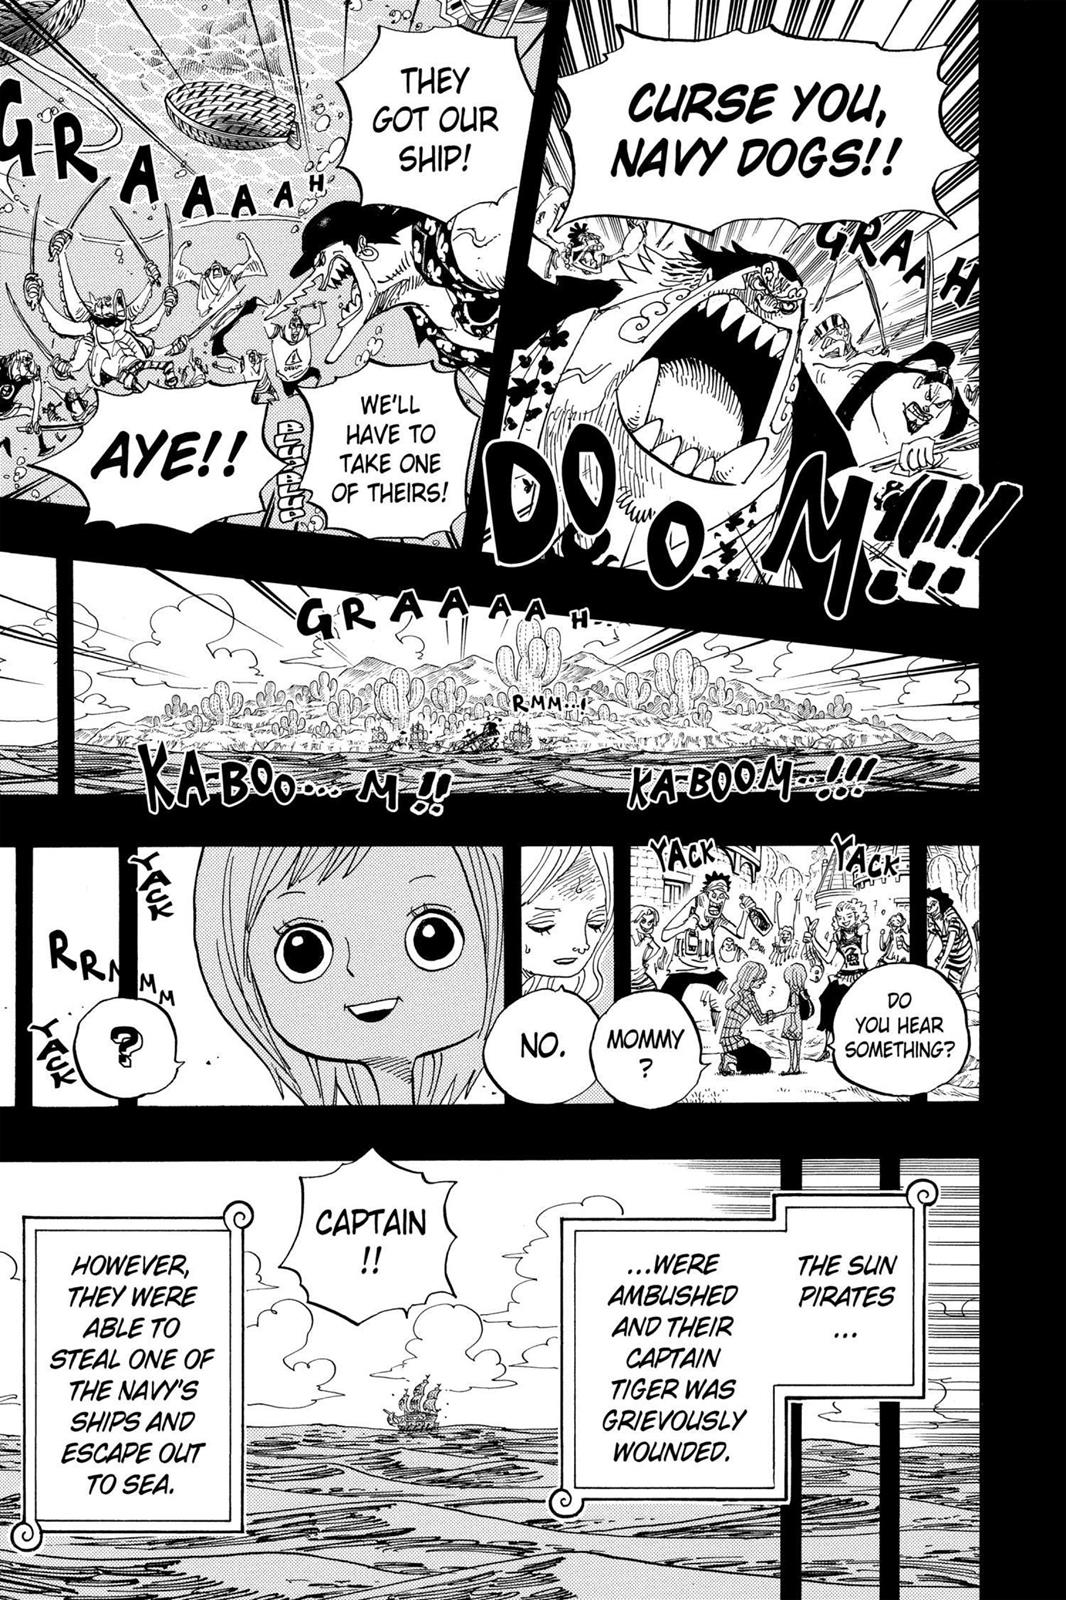 CURSE YOU,
NAVY DOGS!!
GRAAH
DOOM!!!
THEY
GOT OUR
SHIP!
GRAAAAAH
WE'LL
HAVE TO
TAKE ONE
OF THEIRS!
BLUBBLUB
AYE!!
GRAAAAAH...
RMM...!
KA-BOOM...!!!
KA-BOO....M!!
YACK
YACK
DO
YOU HEAR
SOMETHING?
MOMMY
?
NO.
YACK
RRMMM
YACK
?
THE SUN
PIRATES
...
...WERE
AMBUSHED
AND THEIR
CAPTAIN
TIGER WAS
GRIEVOUSLY
WOUNDED.
CAPTAIN
!!
HOWEVER,
THEY WERE
ABLE TO
STEAL ONE OF
THE NAVY'S
SHIPS AND
ESCAPE OUT
TO SEA.